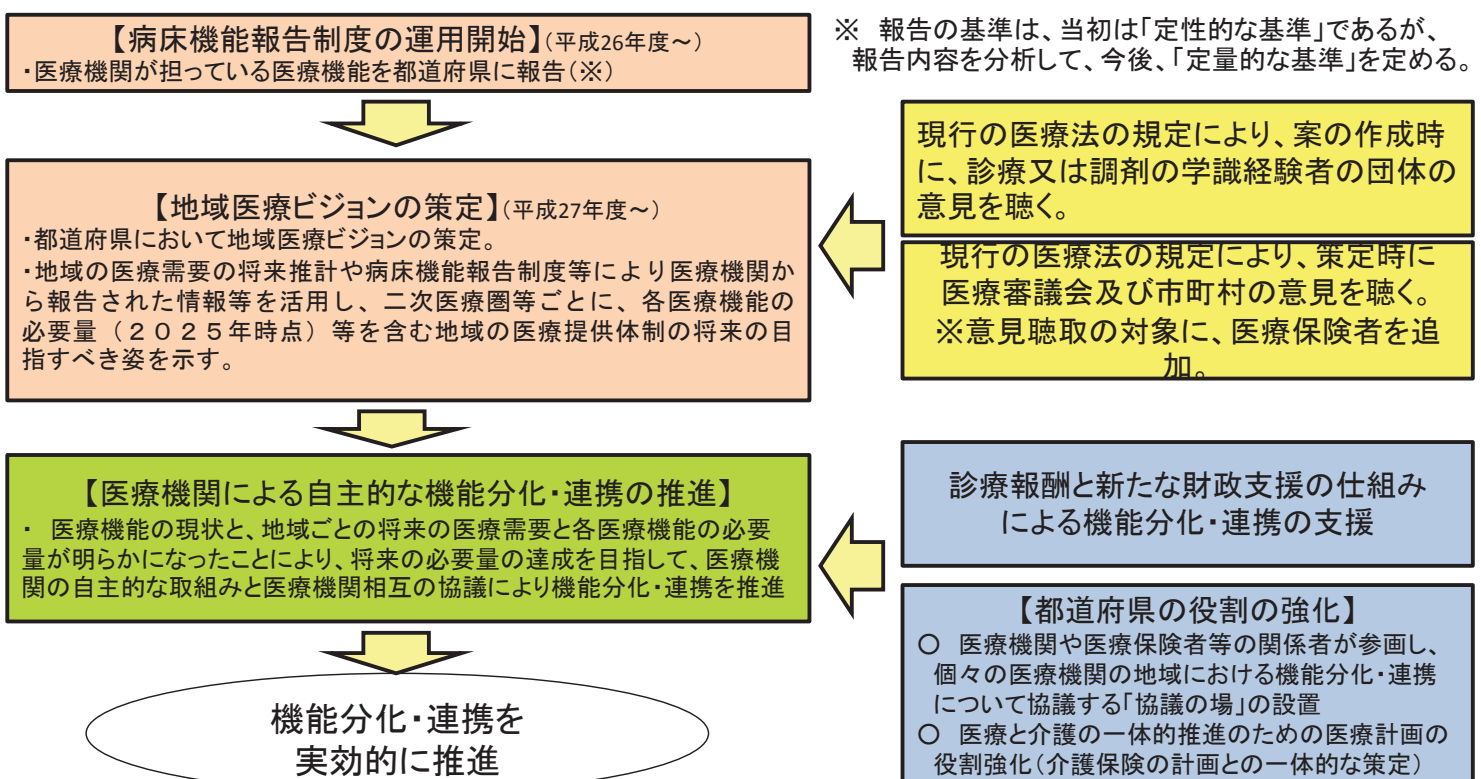 【病床機能報告制度の運用開始】(平成26年度～)
・医療機関が担っている医療機能を都道府県に報告(※)
※ 報告の基準は、当初は「定性的な基準」であるが、
報告内容を分析して、今後、「定量的な基準」を定める。
【地域医療ビジョンの策定】(平成27年度～)
・都道府県において地域医療ビジョンの策定。
・地域の医療需要の将来推計や病床機能報告制度等により医療機関か
ら報告された情報等を活用し、二次医療圏等ごとに、各医療機能の
必要量（２０２５年時点）等を含む地域の医療提供体制の将来の目
指すべき姿を示す。
現行の医療法の規定により、案の作成時
に、診療又は調剤の学識経験者の団体の
意見を聴く。
現行の医療法の規定により、策定時に
医療審議会及び市町村の意見を聴く。
※意見聴取の対象に、医療保険者を追
加。
【医療機関による自主的な機能分化・連携の推進】
・ 医療機能の現状と、地域ごとの将来の医療需要と各医療機能の必要
量が明らかになったことにより、将来の必要量の達成を目指して、医療機
関の自主的な取組みと医療機関相互の協議により機能分化・連携を推進
診療報酬と新たな財政支援の仕組み
による機能分化・連携の支援
【都道府県の役割の強化】
○ 医療機関や医療保険者等の関係者が参画し、
個々の医療機関の地域における機能分化・連携
について協議する「協議の場」の設置
○ 医療と介護の一体的推進のための医療計画の
役割強化(介護保険の計画との一体的な策定)
機能分化・連携を
実効的に推進